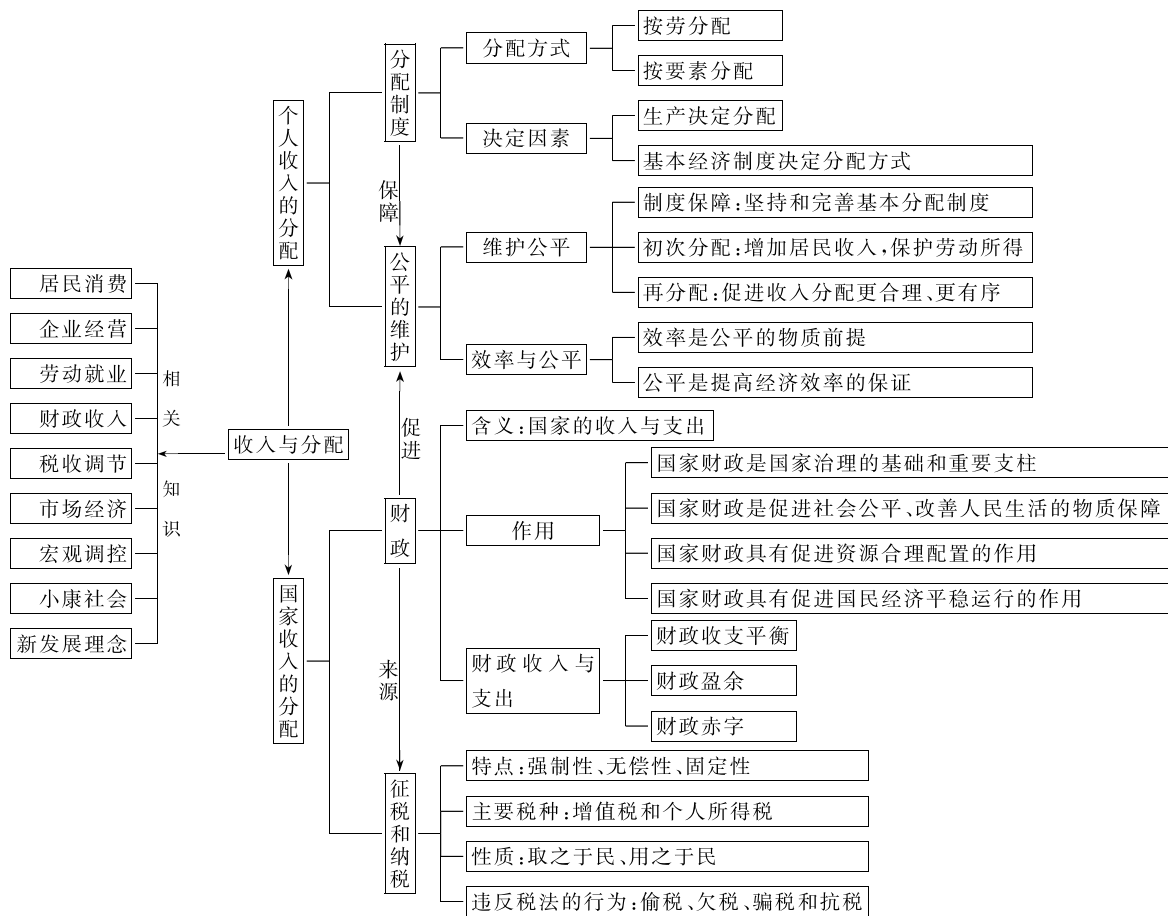 居民消费
企业经营
劳动就业
财政收入
税收调节
市场经济
宏观调控
小康社会
新发展理念
相关知识
收入与分配
个人收入的分配
分配制度
分配方式
按劳分配
按要素分配
决定因素
生产决定分配
基本经济制度决定分配方式
保障
公平的维护
维护公平
制度保障:坚持和完善基本分配制度
初次分配:增加居民收入,保护劳动所得
再分配:促进收入分配更合理、更有序
效率与公平
效率是公平的物质前提
公平是提高经济效率的保证
促进
国家收入的分配
财政
含义:国家的收入与支出
作用
国家财政是国家治理的基础和重要支柱
国家财政是促进社会公平、改善人民生活的物质保障
国家财政具有促进资源合理配置的作用
国家财政具有促进国民经济平稳运行的作用
财政收入与
支出
财政收支平衡
财政盈余
财政赤字
来源
征税和纳税
特点:强制性、无偿性、固定性
主要税种:增值税和个人所得税
性质:取之于民、用之于民
违反税法的行为:偷税、欠税、骗税和抗税